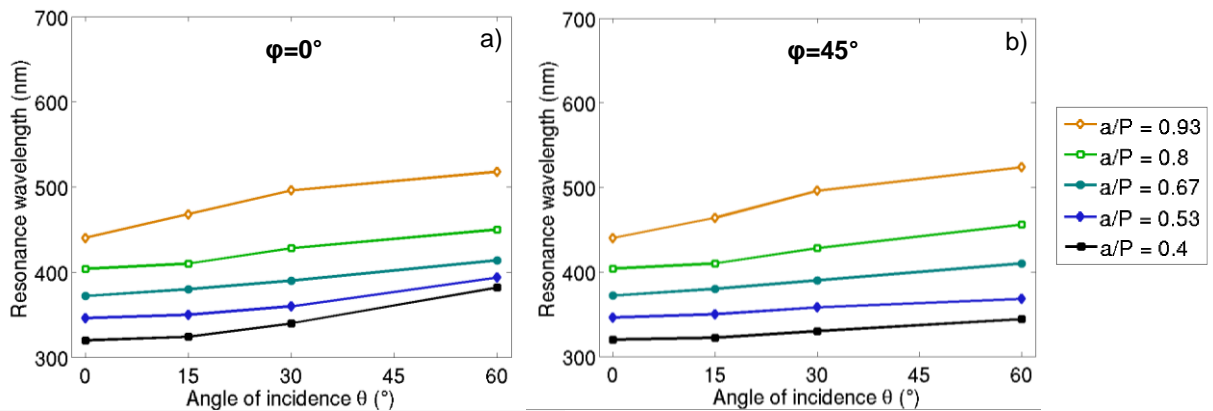 a)
φ=0°
Resonance wavelength (nm)
700
600
500
400
300
0 15 30 45 60
Angle of incidence θ (°)
b)
φ=45°
Resonance wavelength (nm)
700
600
500
400
300
0 15 30 45 60
Angle of incidence θ (°)
a/P = 0.93
a/P = 0.8
a/P = 0.67
a/P = 0.53
a/P = 0.4